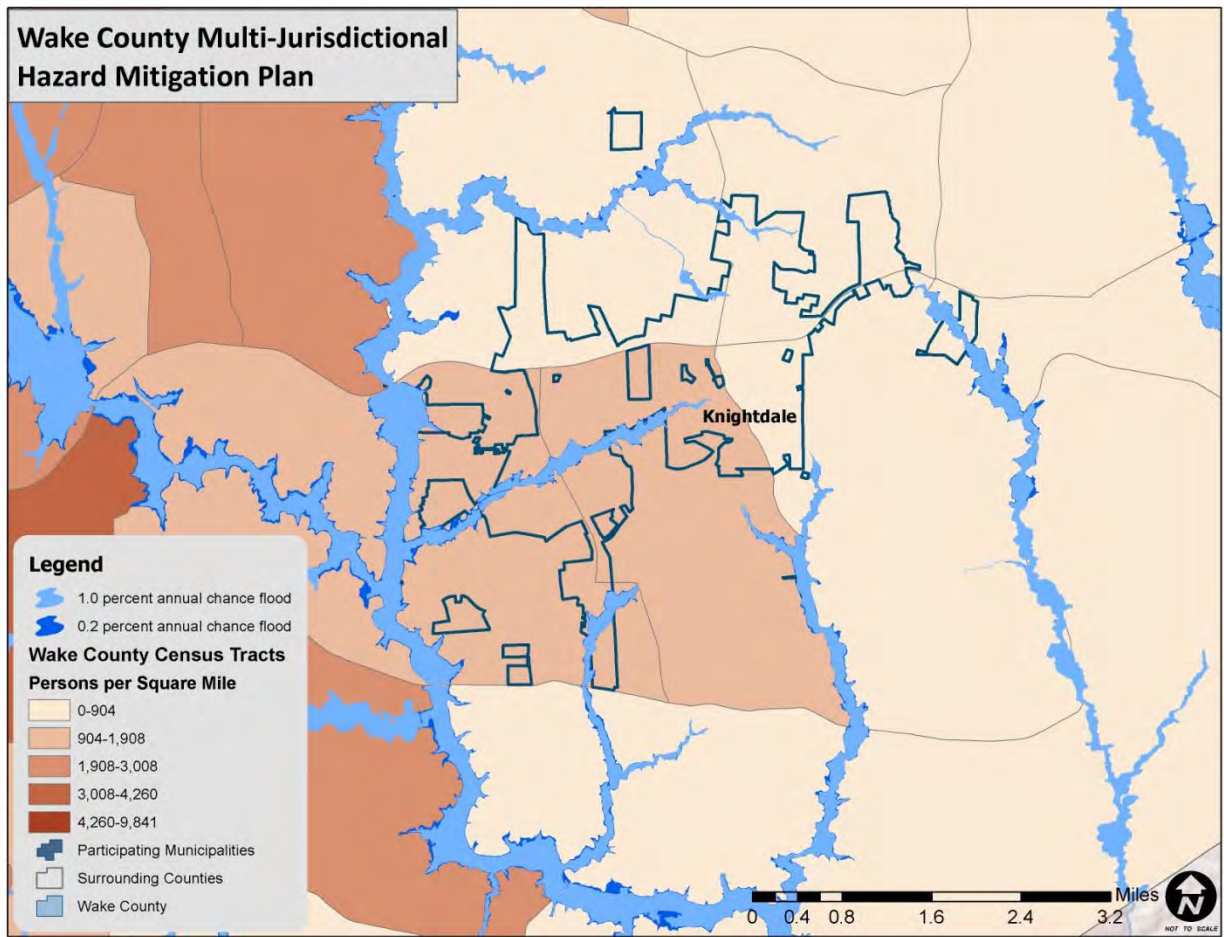 Wake County Multi-Jurisdictional
Hazard Mitigation Plan
Knightdale
Legend
1.0 percent annual chance flood
0.2 percent annual chance flood
Wake County Census Tracts
Persons per Square Mile
0-904
904-1,908
1,908-3,008
3,008-4,260
4,260-9,841
Participating Municipalities
Surrounding Counties
Wake County
Miles
0 0.4 0.8 1.6 2.4 3.2
N
NOT TO SCALE